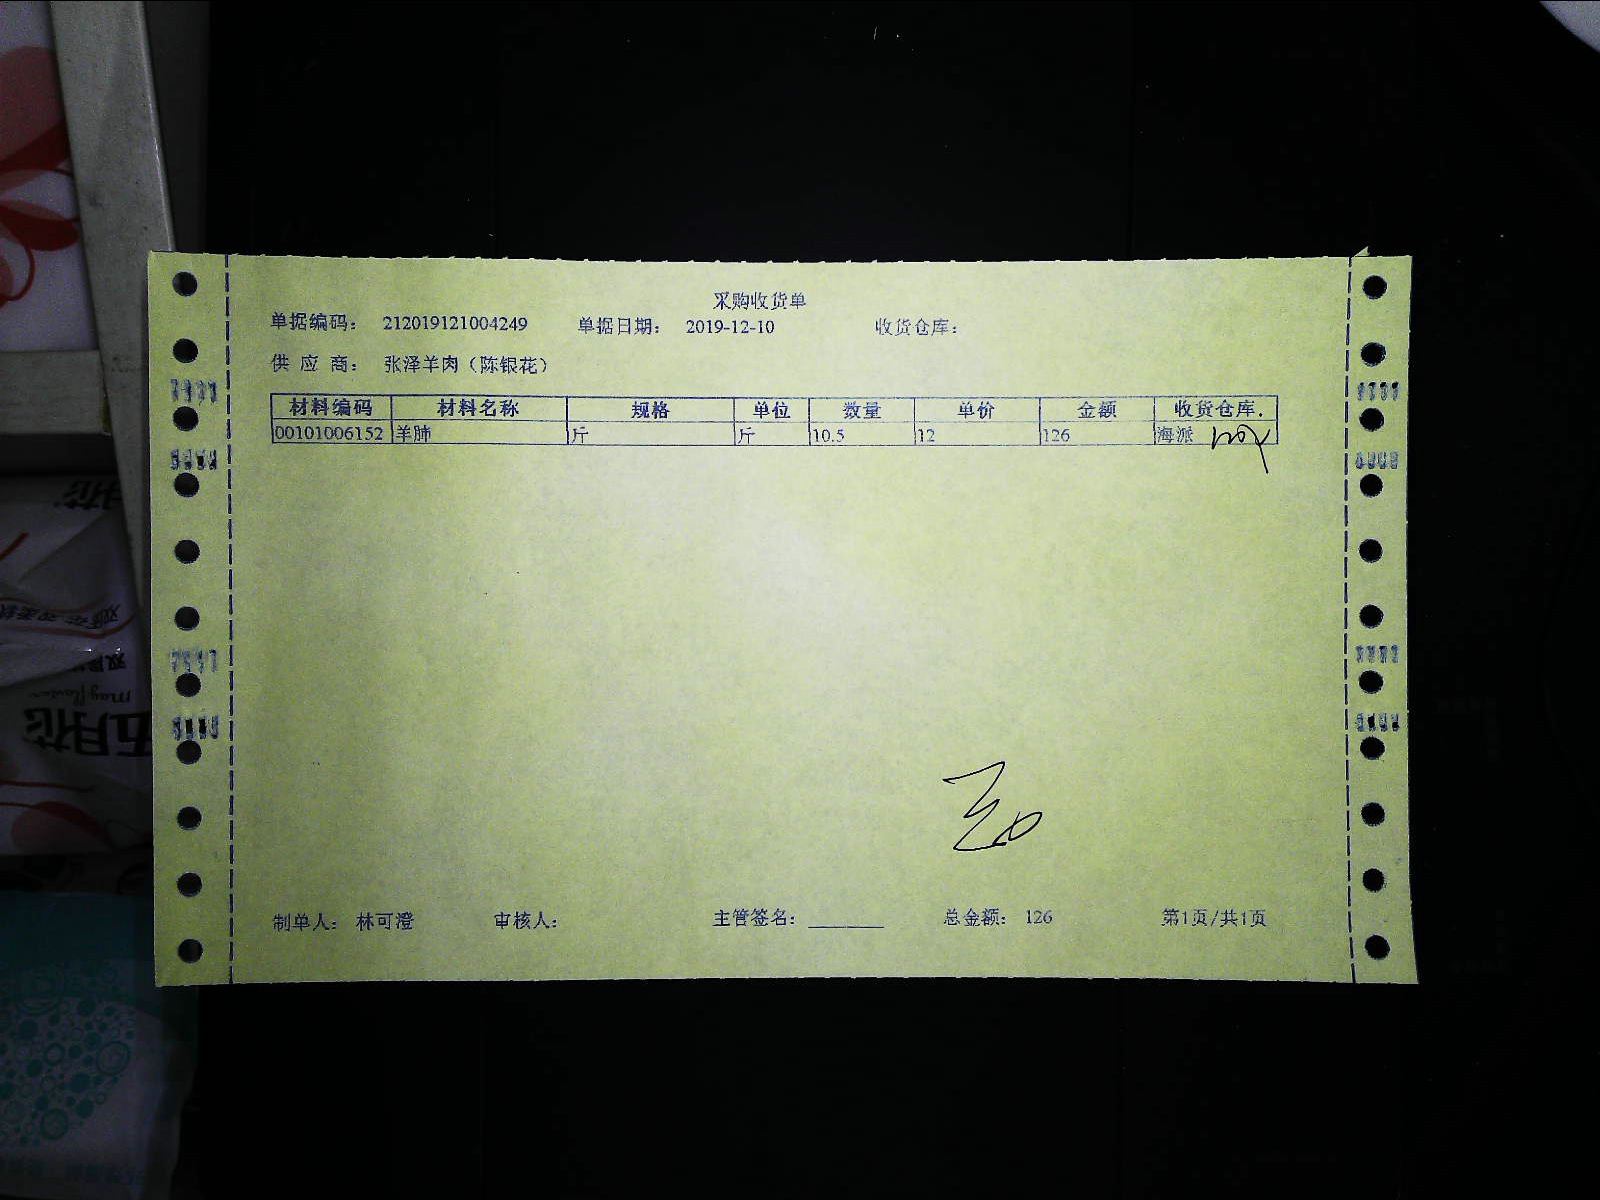 采购收货单
单据编码： 212019121004249 单据日期： 2019-12-10 收货仓库：
供 应 商： 张泽羊肉（陈银花）
材料编码 材料名称 规格 单位 数量 单价 金额 收货仓库.
00101006152 羊肺 斤 斤 10.5 12 126 海派
制单人： 林可澄 审核人： 主管签名： 总金额： 126 第1页/共1页
五月花